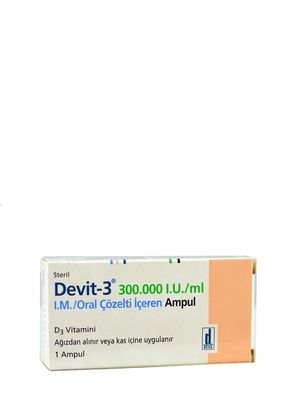 Steril
Devit-3® 300.000 I.U./ml
I.M./Oral Çözelti İçeren Ampul
D3 Vitamini
Ağızdan alınır veya kas içine uygulanır
1 Ampul
d
DEVA